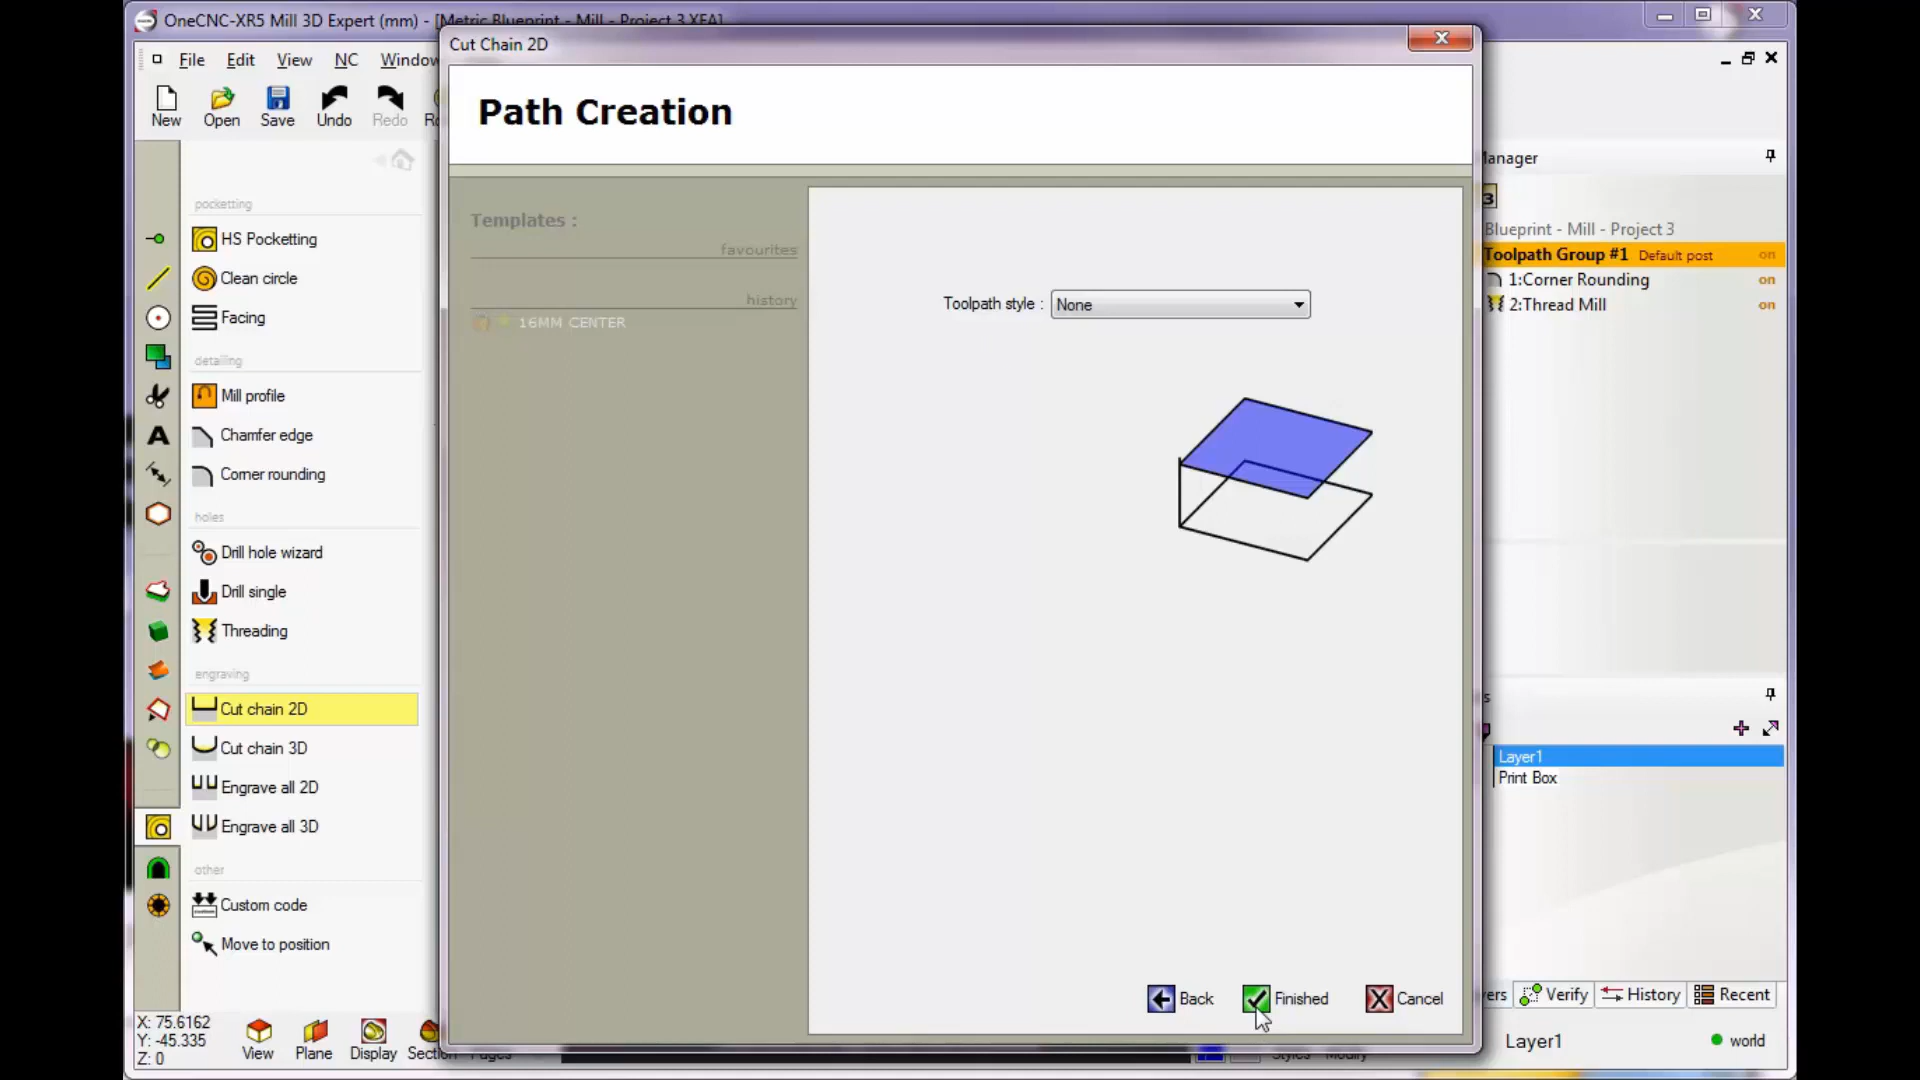 OneCNC-XR5 Mill 3D Expert (mm) - [Metric Blueprint - Mill - Project 3.XFA]
File Edit View NC Window
New Open Save Undo Redo
pocketting
HS Pocketting
Clean circle
Facing
detailing
Mill profile
Chamfer edge
Corner rounding
holes
Drill hole wizard
Drill single
Threading
engraving
Cut chain 2D
Cut chain 3D
Engrave all 2D
Engrave all 3D
other
Custom code
Move to position
X: 75.6162
Y: -45.335
Z: 0
View Plane Display
Cut Chain 2D
Path Creation
Templates :
favourites
history
16MM CENTER
Toolpath style : None
Back Finished Cancel
Blueprint - Mill - Project 3
Toolpath Group #1 Default post on
1:Corner Rounding on
2:Thread Mill on
Layer1
Print Box
Verify History Recent
Layer1 world